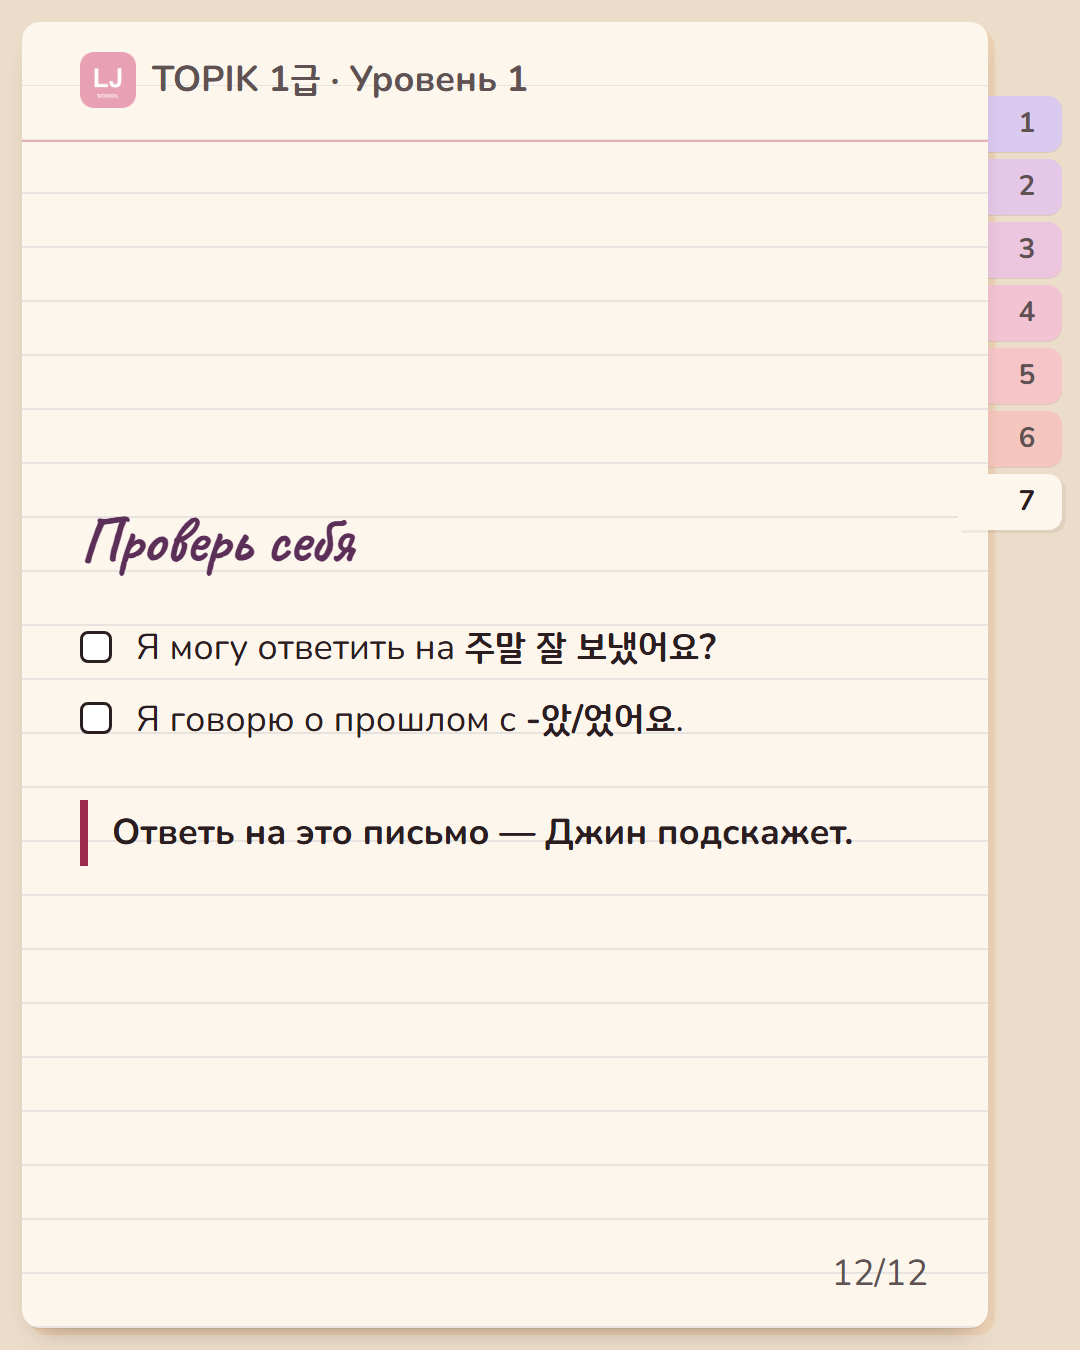 LJ
SCHOOL
TOPIK 1급 · Уровень 1
1
2
3
4
5
6
7
Проверь себя
Я могу ответить на 주말 잘 보냈어요?
Я говорю о прошлом с -았/었어요.
Ответь на это письмо — Джин подскажет.
12/12